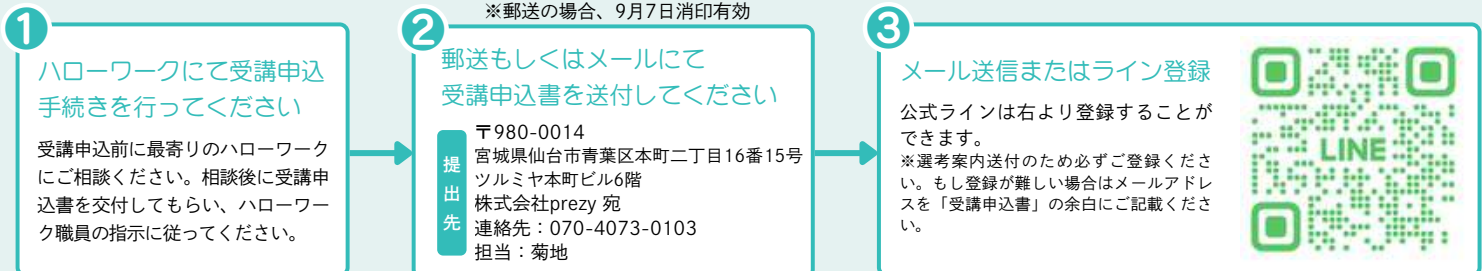 ※郵送の場合、9月7日消印有効
1
ハローワークにて受講申込
手続きを行ってください
受講申込前に最寄りのハローワーク
にご相談ください。相談後に受講申
込書を交付してもらい、ハローワー
ク職員の指示に従ってください。
2
郵送もしくはメールにて
受講申込書を送付してください
提出先
〒980-0014
宮城県仙台市青葉区本町二丁目16番15号
ツルミヤ本町ビル6階
株式会社prezy 宛
連絡先：070-4073-0103
担当：菊地
3
メール送信またはライン登録
公式ラインは右より登録することが
できます。
※選考案内送付のため必ずご登録くださ
い。もし登録が難しい場合はメールアドレ
スを「受講申込書」の余白にご記載くださ
い。
LINE